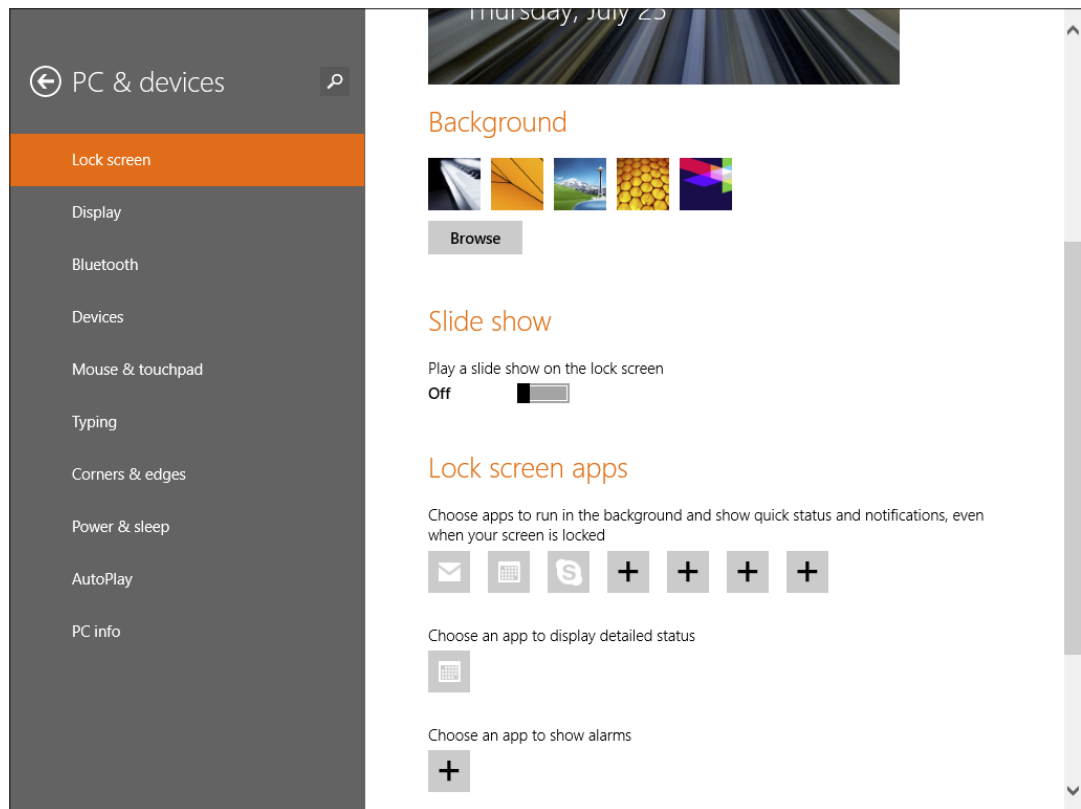 Thursday, July 25
PC & devices
Lock screen
Display
Bluetooth
Devices
Mouse & touchpad
Typing
Corners & edges
Power & sleep
AutoPlay
PC info
Background
Browse
Slide show
Play a slide show on the lock screen
Off
Lock screen apps
Choose apps to run in the background and show quick status and notifications, even
when your screen is locked
Choose an app to display detailed status
Choose an app to show alarms